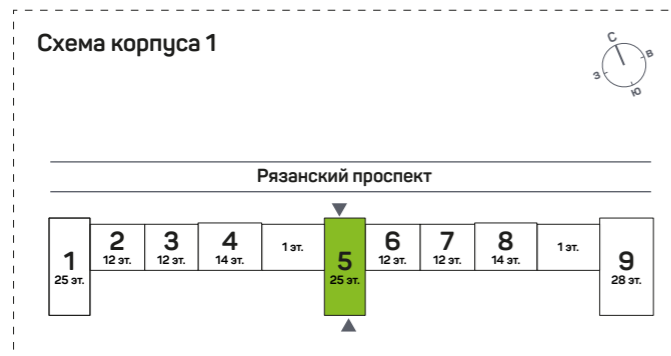 Схема корпуса 1
С
В
З
Ю
Рязанский проспект
1
25 эт.
2
12 эт.
3
12 эт.
4
14 эт.
1 эт.
5
25 эт.
6
12 эт.
7
12 эт.
8
14 эт.
1 эт.
9
28 эт.